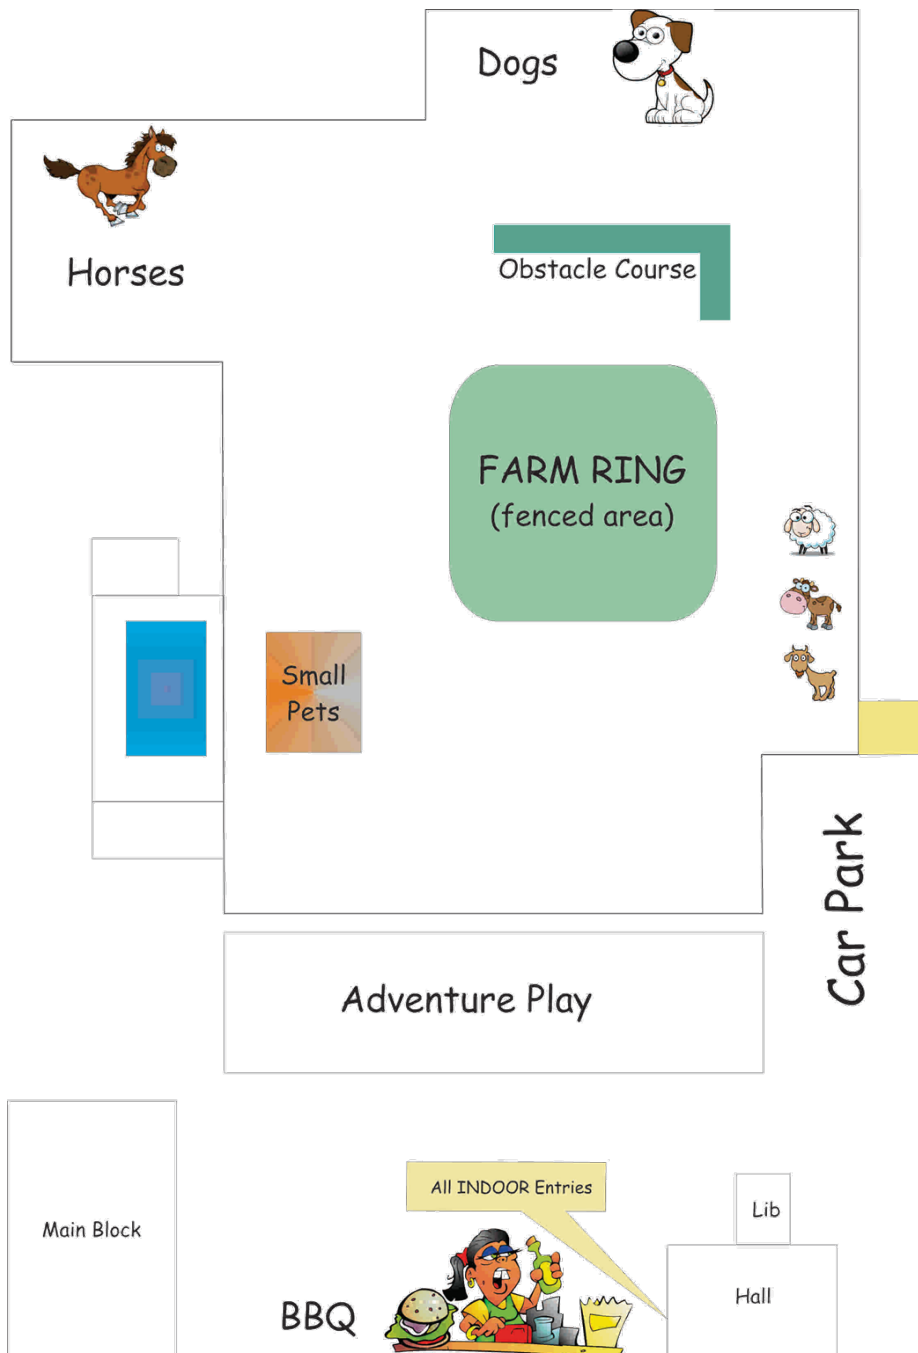 Dogs
Horses
Obstacle Course
FARM RING
(fenced area)
Small
Pets
Car Park
Adventure Play
All INDOOR Entries
Main Block
Lib
Hall
BBQ